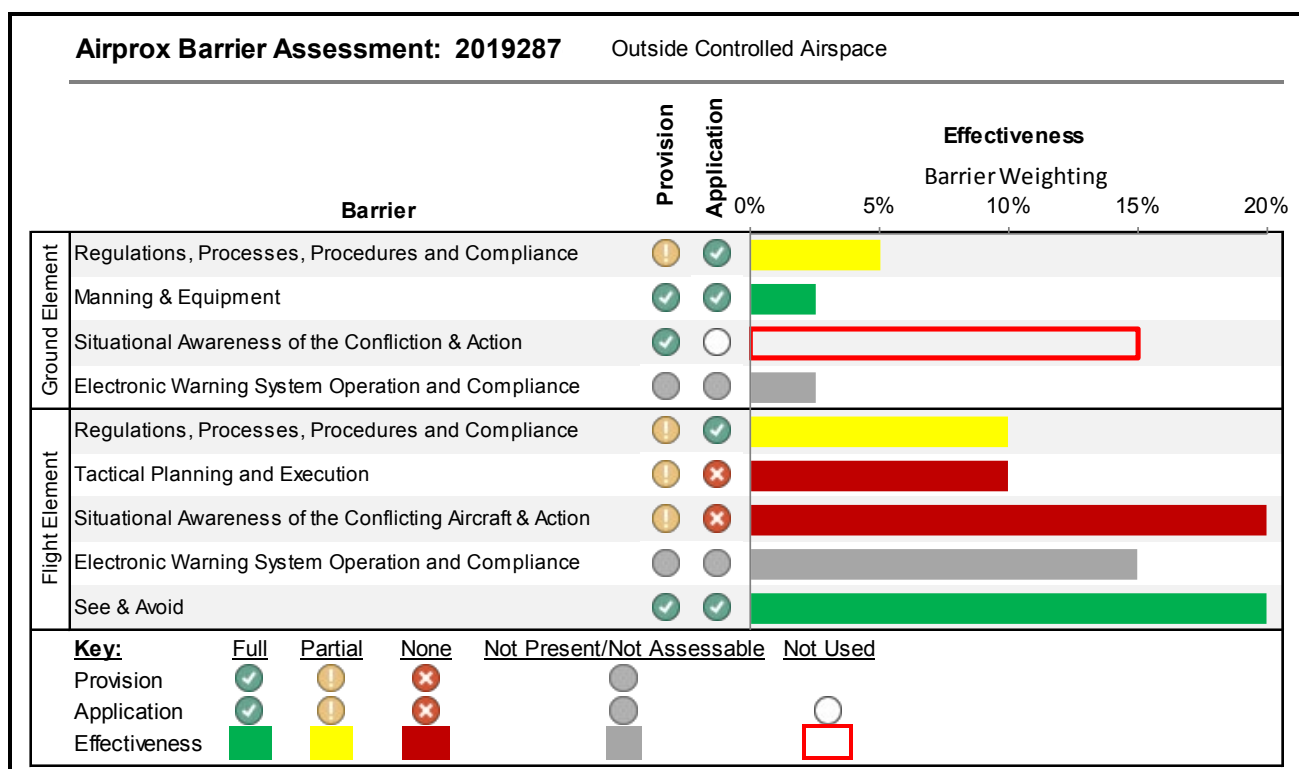 Airprox Barrier Assessment: 2019287 Outside Controlled Airspace
Provision
Application
Effectiveness
Barrier Weighting
Barrier
0% 5% 10% 15% 20%
Ground Element
Regulations, Processes, Procedures and Compliance
Manning & Equipment
Situational Awareness of the Confliction & Action
Electronic Warning System Operation and Compliance
Flight Element
Regulations, Processes, Procedures and Compliance
Tactical Planning and Execution
Situational Awareness of the Conflicting Aircraft & Action
Electronic Warning System Operation and Compliance
See & Avoid
Key: Full Partial None Not Present/Not Assessable Not Used
Provision
Application
Effectiveness